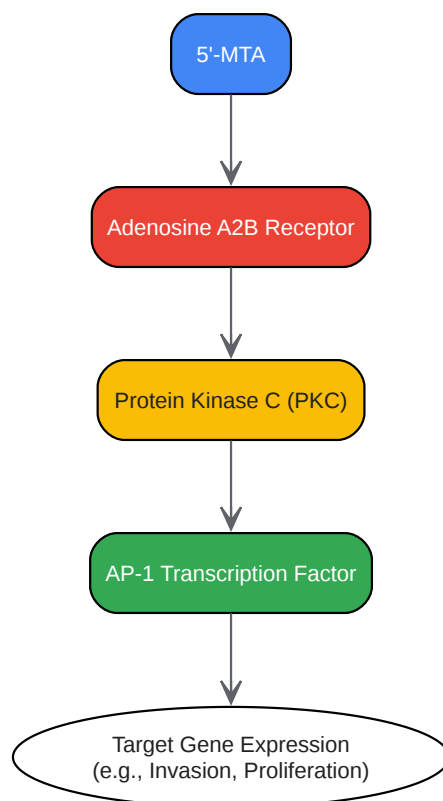 5'-MTA
Adenosine A2B Receptor
Protein Kinase C (PKC)
AP-1 Transcription Factor
Target Gene Expression
(e.g., Invasion, Proliferation)